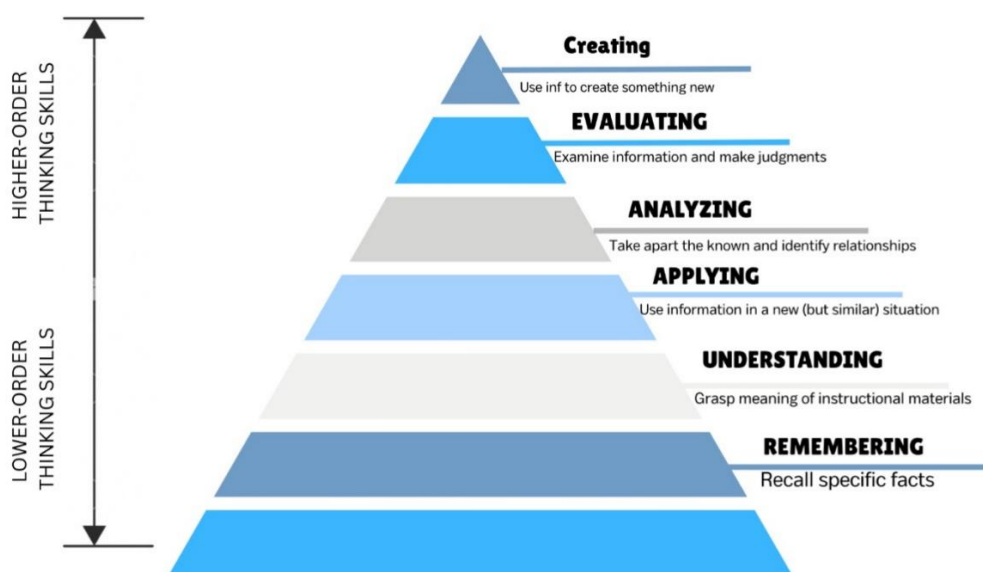 HIGHER-ORDER
THINKING SKILLS
LOWER-ORDER
THINKING SKILLS
Creating
Use inf to create something new
EVALUATING
Examine information and make judgments
ANALYZING
Take apart the known and identify relationships
APPLYING
Use information in a new (but similar) situation
UNDERSTANDING
Grasp meaning of instructional materials
REMEMBERING
Recall specific facts